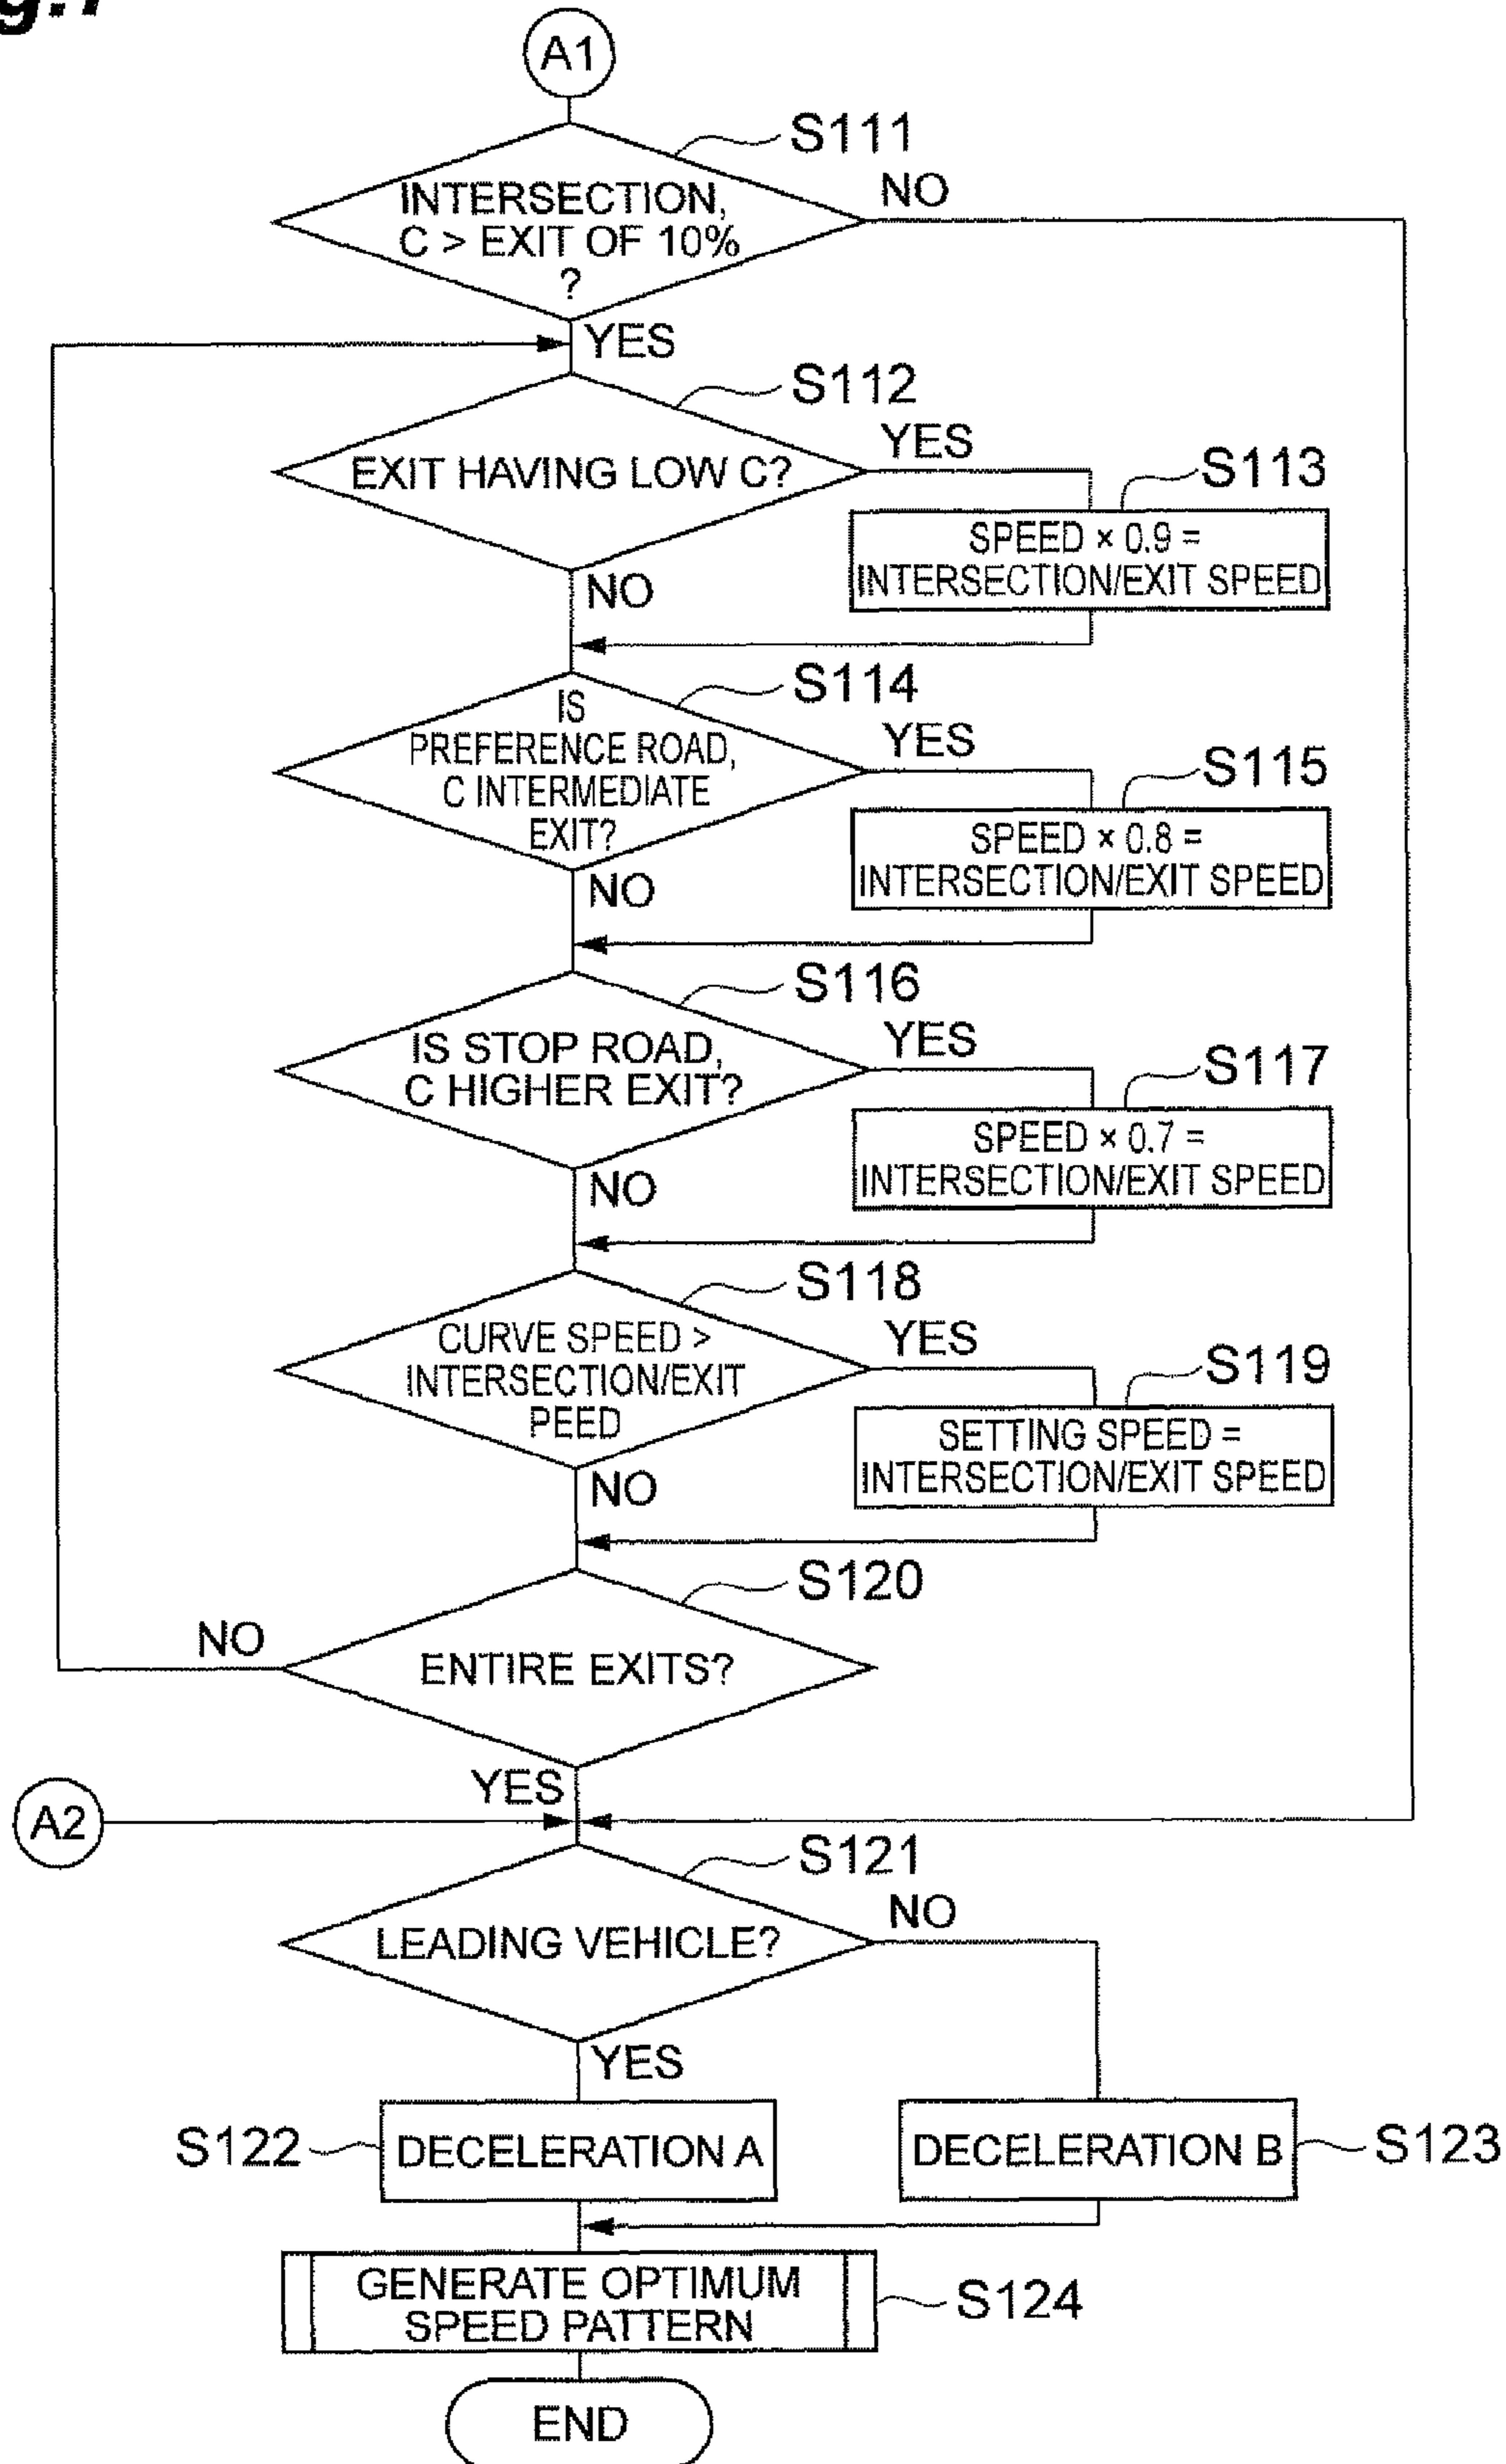 A1
S111
INTERSECTION,
C > EXIT OF 10%
?
NO
YES
S112
EXIT HAVING LOW C?
YES
S113
SPEED × 0.9 =
INTERSECTION/EXIT SPEED
NO
S114
IS
PREFERENCE ROAD,
C INTERMEDIATE
EXIT?
YES
S115
SPEED × 0.8 =
INTERSECTION/EXIT SPEED
NO
S116
IS STOP ROAD,
C HIGHER EXIT?
YES
S117
SPEED × 0.7 =
INTERSECTION/EXIT SPEED
NO
S118
CURVE SPEED >
INTERSECTION/EXIT
PEED
YES
S119
SETTING SPEED =
INTERSECTION/EXIT SPEED
NO
S120
ENTIRE EXITS?
NO
YES
A2
S121
LEADING VEHICLE?
NO
YES
S122
DECELERATION A
DECELERATION B
S123
GENERATE OPTIMUM
SPEED PATTERN
S124
END